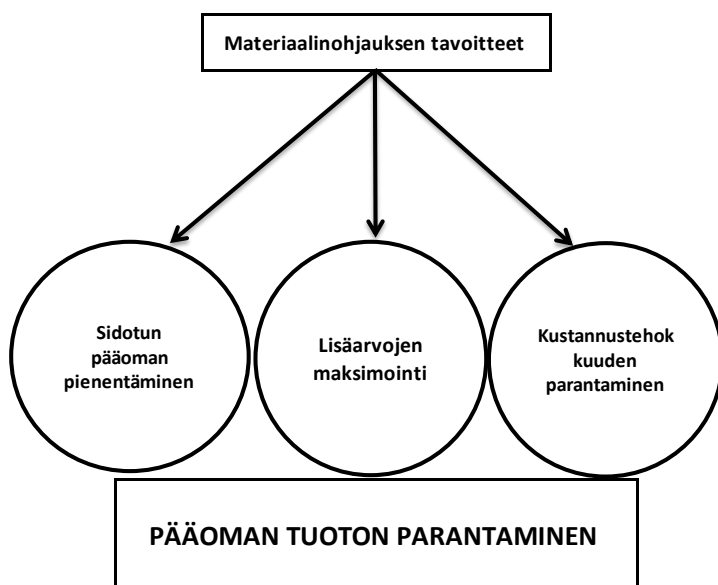 Materiaalinohjauksen tavoitteet
Sidotun
pääoman
pienentäminen
Lisäarvojen
maksimointi
Kustannustehok
kuuden
parantaminen
PÄÄOMAN TUOTON PARANTAMINEN